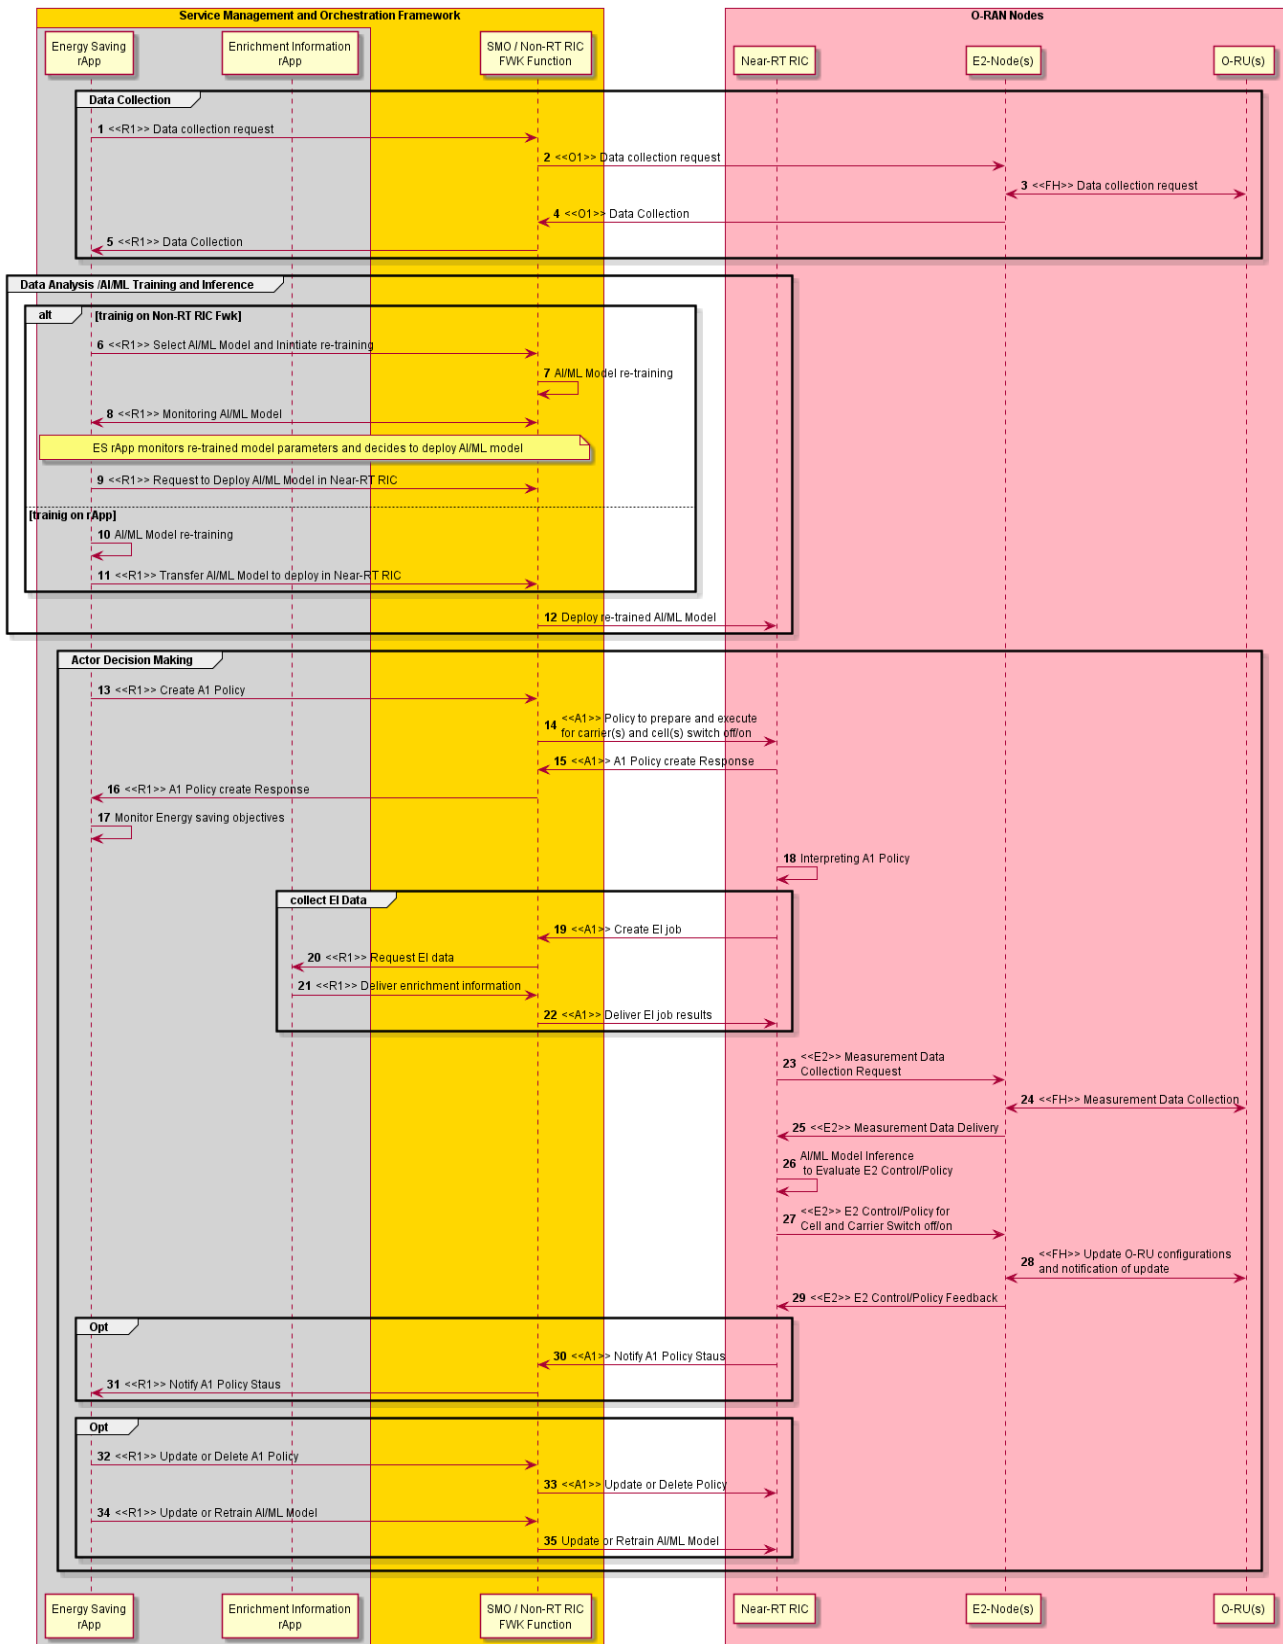 Service Management and Orchestration Framework
O-RAN Nodes
Energy Saving
rApp
Enrichment Information
rApp
SMO / Non-RT RIC
FWK Function
Near-RT RIC
E2-Node(s)
O-RU(s)
Data Collection
1 <<R1>> Data collection request
2 <<O1>> Data collection request
3 <<FH>> Data collection request
4 <<O1>> Data Collection
5 <<R1>> Data Collection
Data Analysis /AI/ML Training and Inference
alt [trainig on Non-RT RIC Fwk]
6 <<R1>> Select AI/ML Model and Inintiate re-training
7 AI/ML Model re-training
8 <<R1>> Monitoring AI/ML Model
ES rApp monitors re-trained model parameters and decides to deploy AI/ML model
9 <<R1>> Request to Deploy AI/ML Model in Near-RT RIC
[trainig on rApp]
10 AI/ML Model re-training
11 <<R1>> Transfer AI/ML Model to deploy in Near-RT RIC
12 Deploy re-trained AI/ML Model
Actor Decision Making
13 <<R1>> Create A1 Policy
14 <<A1>> Policy to prepare and execute
for carrier(s) and cell(s) switch off/on
15 <<A1>> A1 Policy create Response
16 <<R1>> A1 Policy create Response
17 Monitor Energy saving objectives
18 Interpreting A1 Policy
collect EI Data
19 <<A1>> Create EI job
20 <<R1>> Request EI data
21 <<R1>> Deliver enrichment information
22 <<A1>> Deliver EI job results
23 <<E2>> Measurement Data
Collection Request
24 <<FH>> Measurement Data Collection
25 <<E2>> Measurement Data Delivery
26 AI/ML Model Inference
to Evaluate E2 Control/Policy
27 <<E2>> E2 Control/Policy for
Cell and Carrier Switch off/on
28 <<FH>> Update O-RU configurations
and notification of update
29 <<E2>> E2 Control/Policy Feedback
Opt
30 <<A1>> Notify A1 Policy Staus
31 <<R1>> Notify A1 Policy Staus
Opt
32 <<R1>> Update or Delete A1 Policy
33 <<A1>> Update or Delete Policy
34 <<R1>> Update or Retrain AI/ML Model
35 Update or Retrain AI/ML Model
Energy Saving
rApp
Enrichment Information
rApp
SMO / Non-RT RIC
FWK Function
Near-RT RIC
E2-Node(s)
O-RU(s)